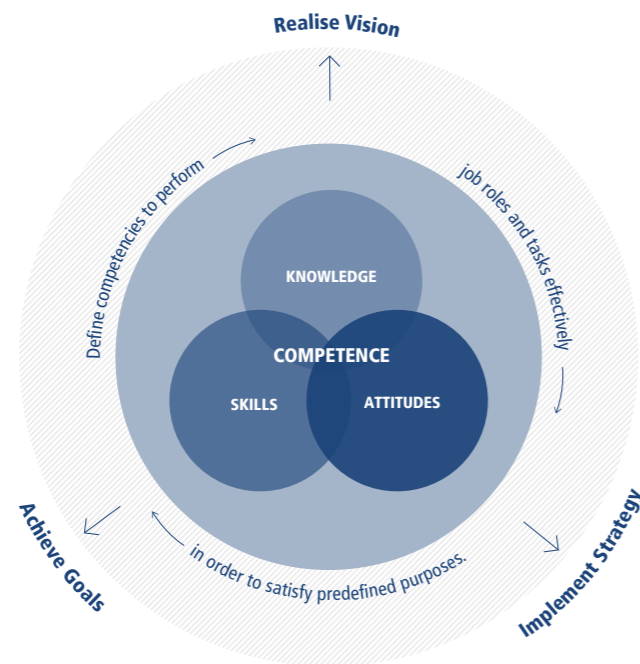 Realise Vision
Define competencies to perform
job roles and tasks effectively
KNOWLEDGE
COMPETENCE
SKILLS
ATTITUDES
in order to satisfy predefined purposes.
Achieve Goals
Implement Strategy